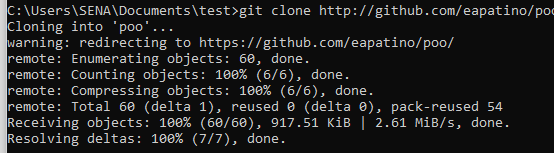 C:\Users\SENA\Documents\test>git clone http://github.com/eapatino/poo
Cloning into 'poo'...
warning: redirecting to https://github.com/eapatino/poo/
remote: Enumerating objects: 60, done.
remote: Counting objects: 100% (6/6), done.
remote: Compressing objects: 100% (6/6), done.
remote: Total 60 (delta 1), reused 0 (delta 0), pack-reused 54
Receiving objects: 100% (60/60), 917.51 KiB | 2.61 MiB/s, done.
Resolving deltas: 100% (7/7), done.